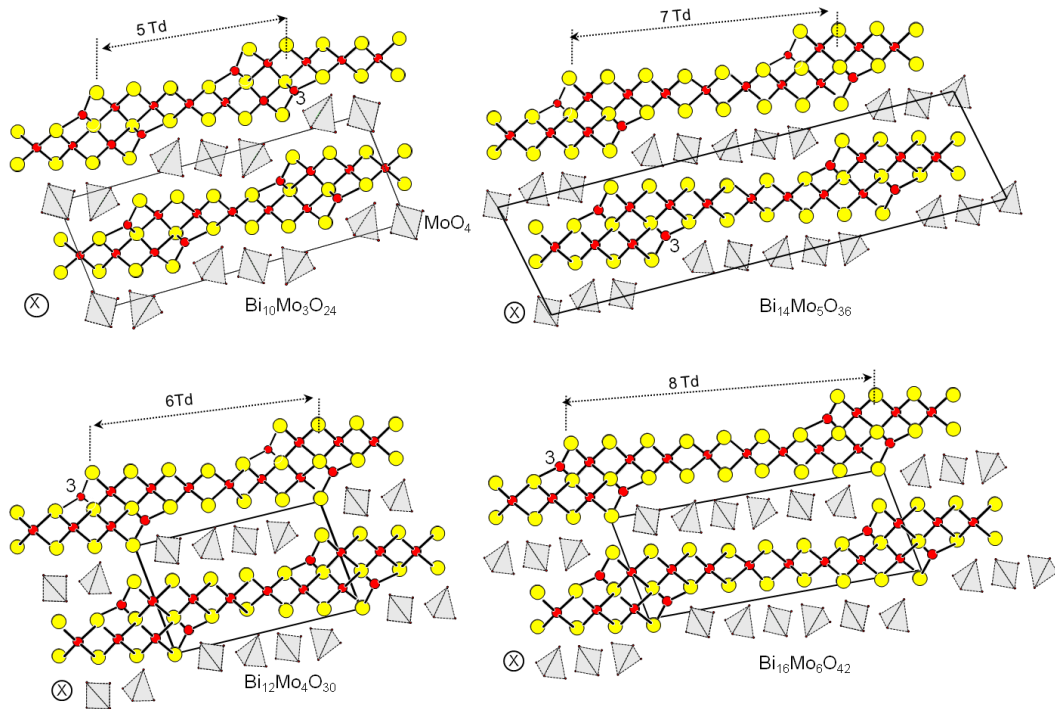 5 Td
7 Td
3
MoO₄
3
X
Bi₁₀Mo₃O₂₄
X
Bi₁₄Mo₅O₃₆
6Td
8 Td
3
3
X
Bi₁₂Mo₄O₃₀
X
Bi₁₆Mo₆O₄₂